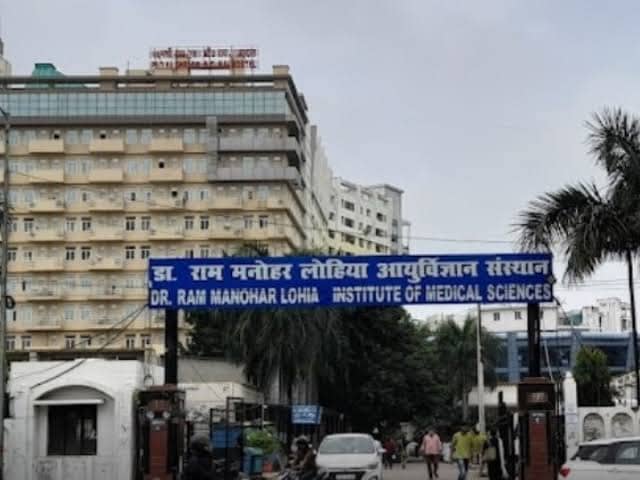 डा. राम मनोहर लोहिया आयुर्विज्ञान संस्थान
DR. RAM MANOHAR LOHIA INSTITUTE OF MEDICAL SCIENCES